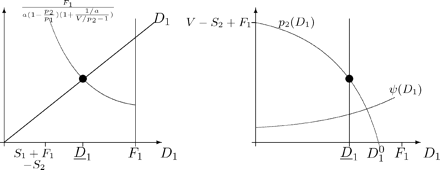 F_1 / a(1-p_2/p_1)(1+ (1/a)/(V/p_2-1))
D_1
S_1 + F_1 - S_2
D̲_1
F_1
D_1
V - S_2 + F_1
p_2(D_1)
ψ(D_1)
D̲_1
D_1^0
F_1
D_1